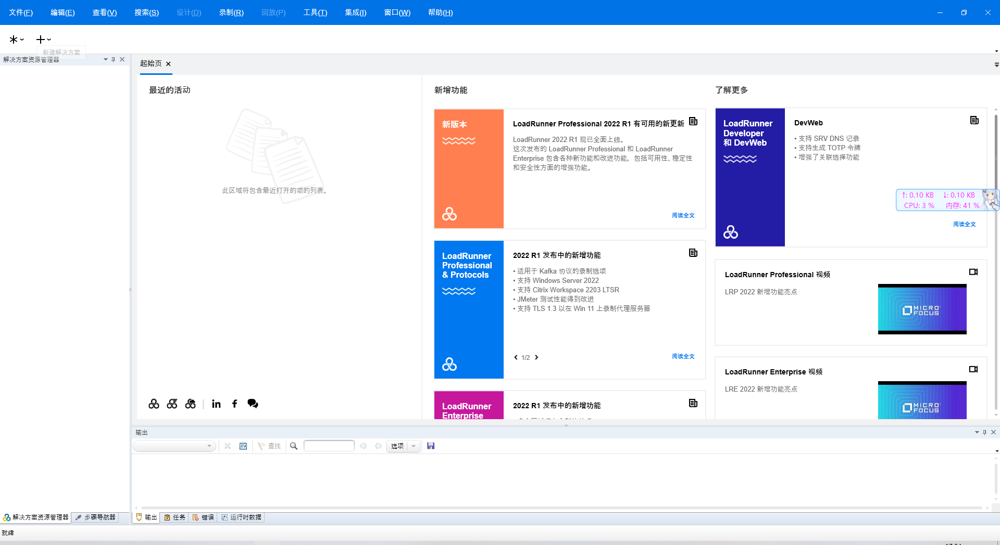 文件(F) 编辑(E) 查看(V) 搜索(S) 设计(D) 录制(R) 回放(P) 工具(T) 集成(I) 窗口(W) 帮助(H)
新建解决方案
解决方案资源管理器
起始页
最近的活动
此区域将包含最近打开的项的列表。
新增功能
新版本
LoadRunner Professional 2022 R1 有可用的新更新
LoadRunner 2022 R1 现已全面上线。
这次发布的 LoadRunner Professional 和 LoadRunner
Enterprise 包含各种新功能和改进功能，包括可用性、稳定性
和安全性方面的增强功能。
阅读全文
LoadRunner
Professional
& Protocols
2022 R1 发布中的新增功能
• 适用于 Kafka 协议的录制选项
• 支持 Windows Server 2022
• 支持 Citrix Workspace 2203 LTSR
• JMeter 测试性能得到改进
• 支持 TLS 1.3 以在 Win 11 上录制代理服务器
1/2
阅读全文
LoadRunner
Enterprise
2022 R1 发布中的新增功能
了解更多
LoadRunner
Developer
和 DevWeb
DevWeb
• 支持 SRV DNS 记录
• 支持生成 TOTP 令牌
• 增强了关联选择功能
阅读全文
↑: 0.10 KB ↓: 0.10 KB
CPU: 3 % 内存: 41 %
LoadRunner Professional 视频
LRP 2022 新增功能亮点
MICRO
FOCUS
LoadRunner Enterprise 视频
LRE 2022 新增功能亮点
MICRO
FOCUS
输出
查找
选项
解决方案资源管理器 步骤导航器
输出 任务 错误 运行时数据
就绪